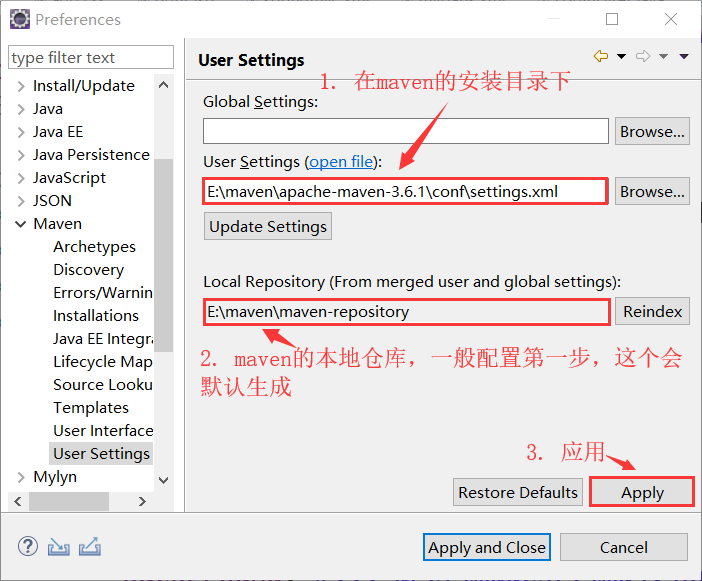 Preferences
type filter text
Install/Update
Java
Java EE
Java Persistence
JavaScript
JSON
Maven
Archetypes
Discovery
Errors/Warnin
Installations
Java EE Integra
Lifecycle Map
Source Looku
Templates
User Interface
User Settings
Mylyn
User Settings
1. 在maven的安装目录下
Global Settings:
Browse...
User Settings (open file):
E:\maven\apache-maven-3.6.1\conf\settings.xml
Browse...
Update Settings
Local Repository (From merged user and global settings):
E:\maven\maven-repository
Reindex
2. maven的本地仓库，一般配置第一步，这个会
默认生成
3. 应用
Restore Defaults
Apply
Apply and Close
Cancel